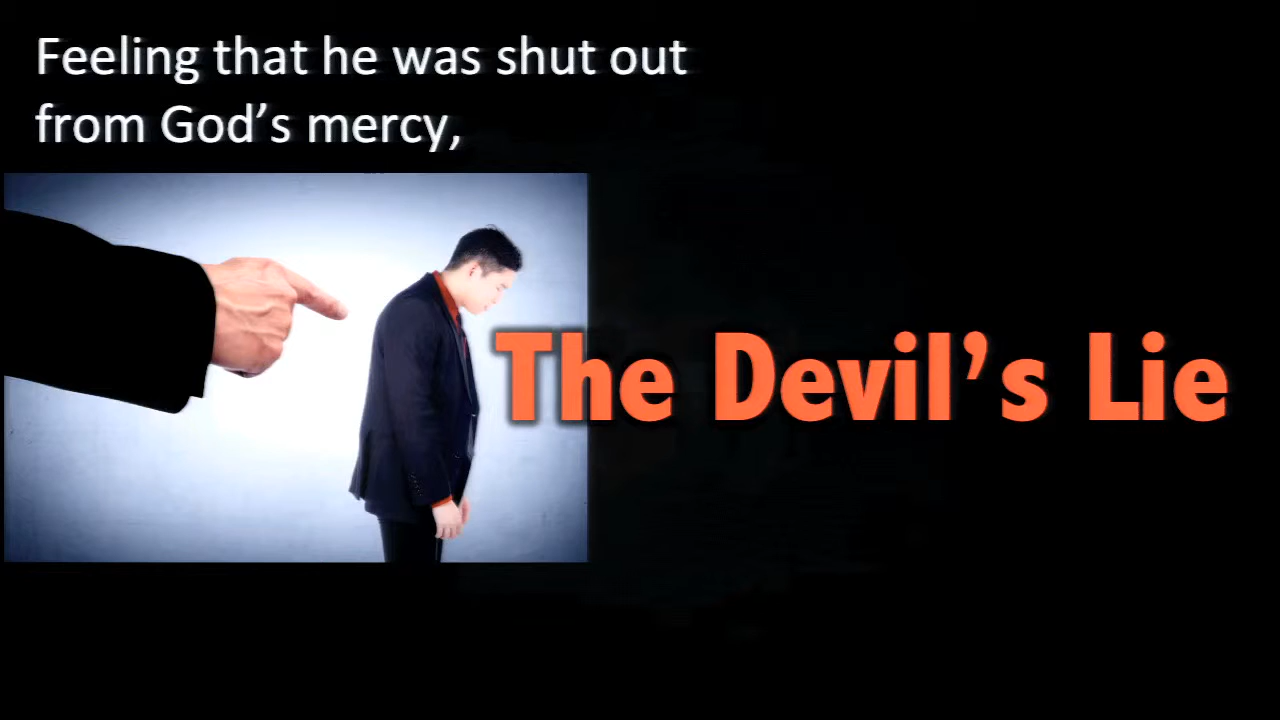 Feeling that he was shut out
from God’s mercy,
The Devil’s Lie